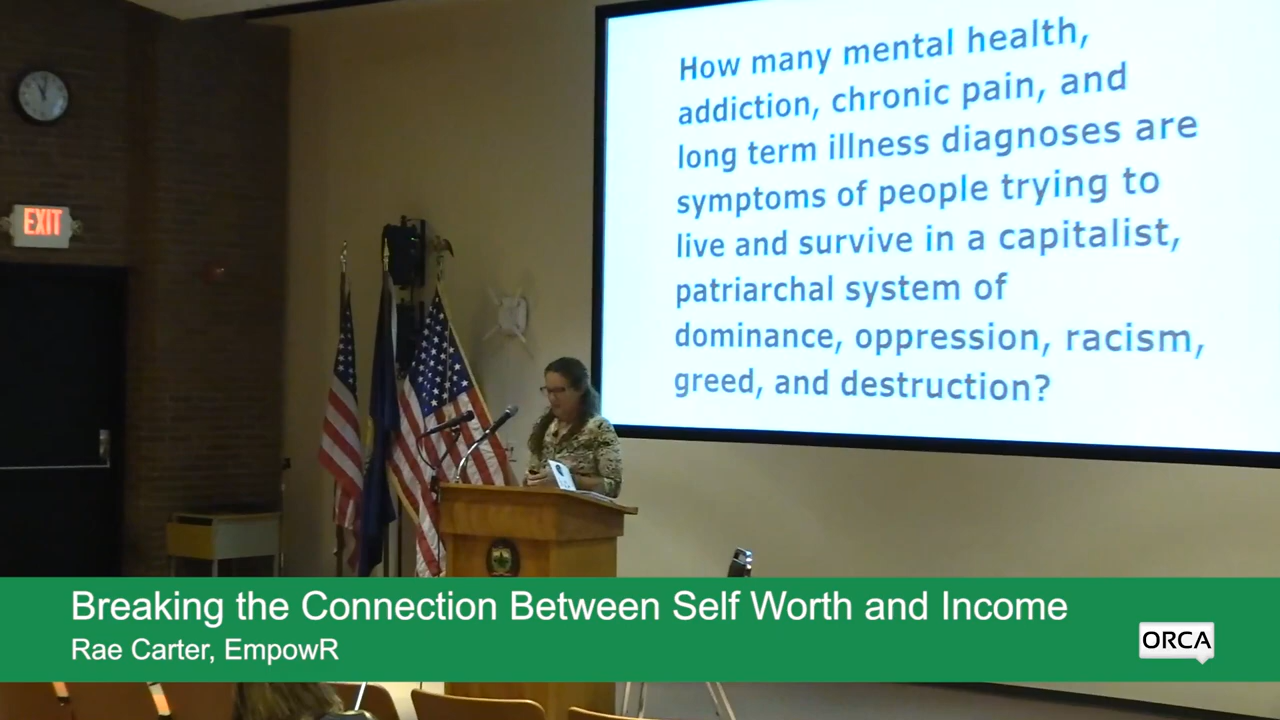 How many mental health,
addiction, chronic pain, and
long term illness diagnoses are
symptoms of people trying to
live and survive in a capitalist,
patriarchal system of
dominance, oppression, racism,
greed, and destruction?
EXIT
Breaking the Connection Between Self Worth and Income
Rae Carter, EmpowR
ORCA